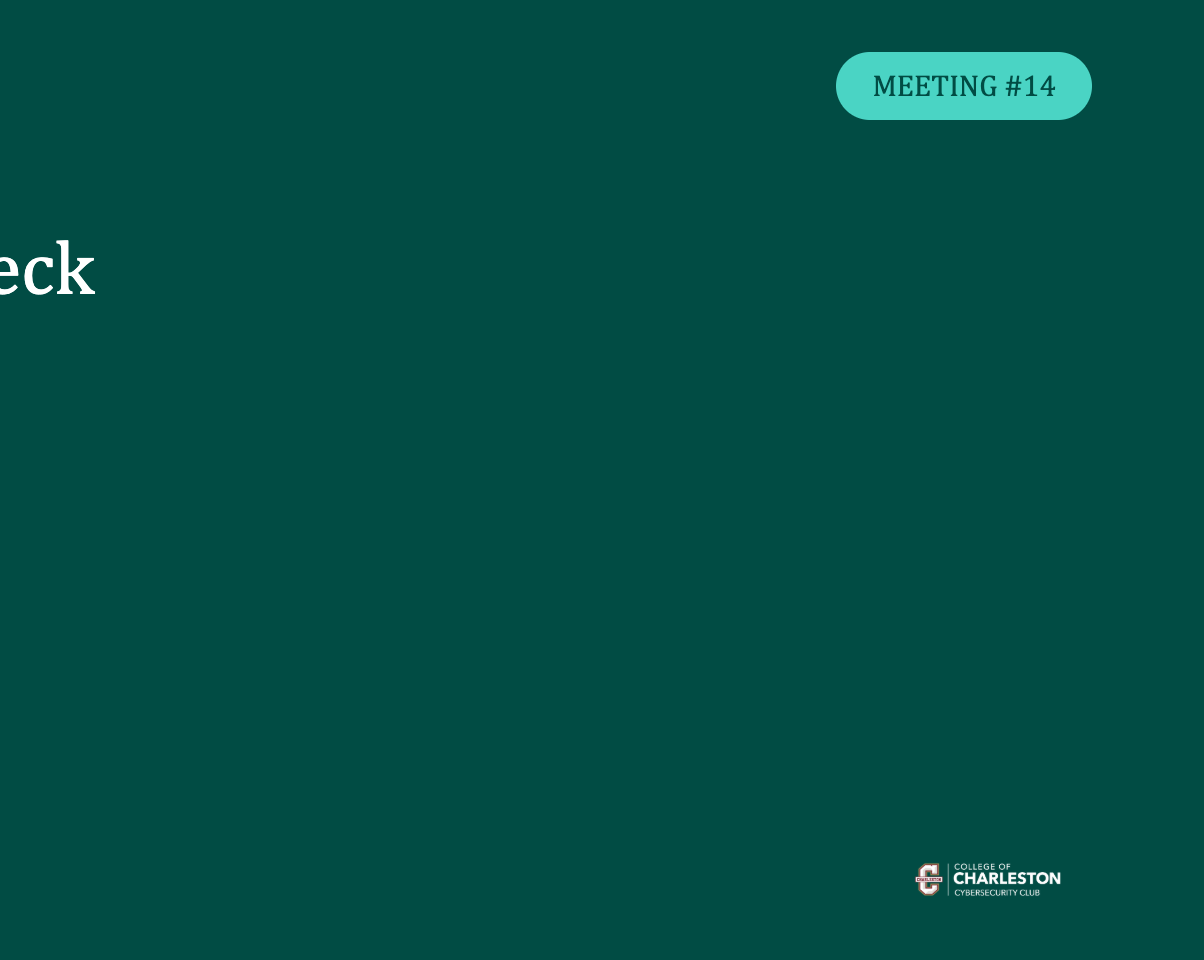 MEETING #14
eck
COLLEGE OF
CHARLESTON
CYBERSECURITY CLUB